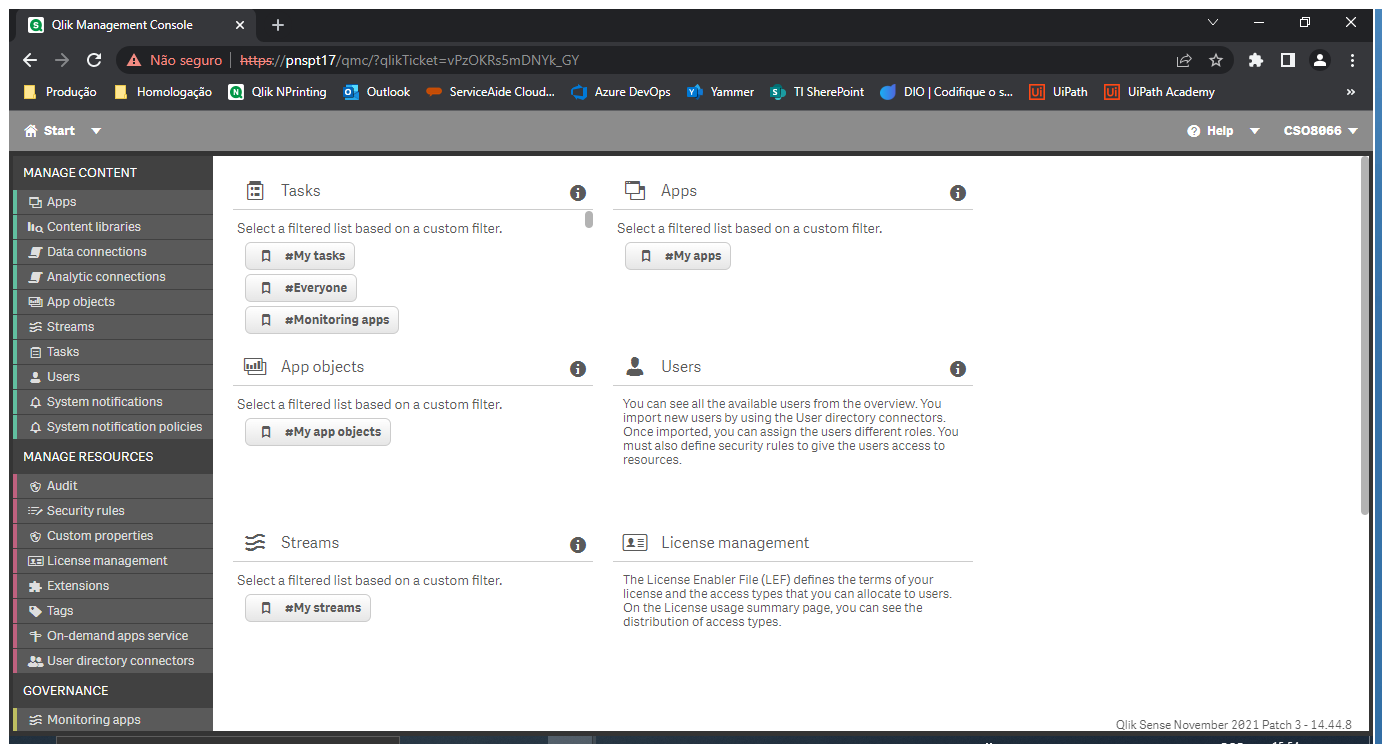 Qlik Management Console
Não seguro https://pnspt17/qmc/?qlikTicket=vPzOKRs5mDNYk_GY
Produção Homologação Qlik NPrinting Outlook ServiceAide Cloud... Azure DevOps Yammer TI SharePoint DIO | Codifique o s... UiPath UiPath Academy »
Start Help CSO8066
MANAGE CONTENT
Apps
Content libraries
Data connections
Analytic connections
App objects
Streams
Tasks
Users
System notifications
System notification policies
MANAGE RESOURCES
Audit
Security rules
Custom properties
License management
Extensions
Tags
On-demand apps service
User directory connectors
GOVERNANCE
Monitoring apps
Tasks
Select a filtered list based on a custom filter.
#My tasks
#Everyone
#Monitoring apps
Apps
Select a filtered list based on a custom filter.
#My apps
App objects
Select a filtered list based on a custom filter.
#My app objects
Users
You can see all the available users from the overview. You
import new users by using the User directory connectors.
Once imported, you can assign the users different roles. You
must also define security rules to give the users access to
resources.
Streams
Select a filtered list based on a custom filter.
#My streams
License management
The License Enabler File (LEF) defines the terms of your
license and the access types that you can allocate to users.
On the License usage summary page, you can see the
distribution of access types.
Qlik Sense November 2021 Patch 3 - 14.44.8